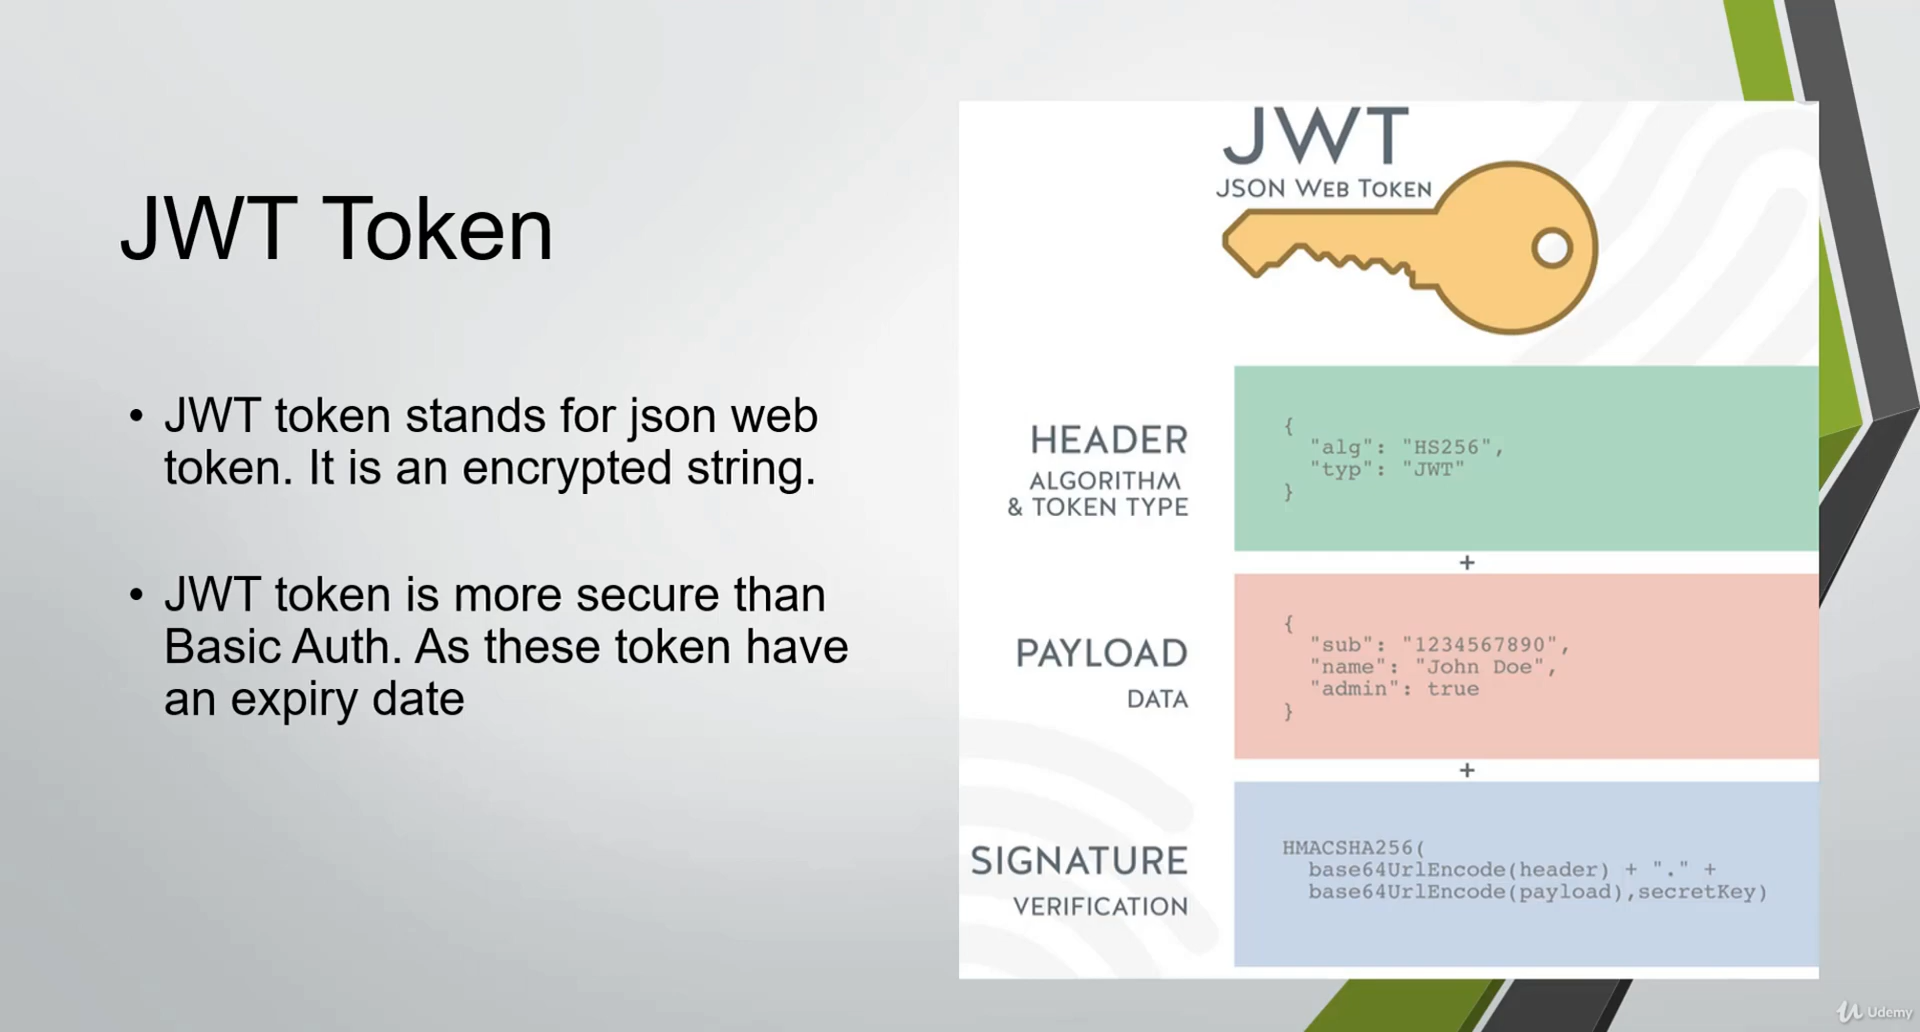 JWT Token
• JWT token stands for json web
token. It is an encrypted string.
• JWT token is more secure than
Basic Auth. As these token have
an expiry date
JWT
JSON WEB TOKEN
HEADER
ALGORITHM
& TOKEN TYPE
{
"alg": "HS256",
"typ": "JWT"
}
+
PAYLOAD
DATA
{
"sub": "1234567890",
"name": "John Doe",
"admin": true
}
+
SIGNATURE
VERIFICATION
HMACSHA256(
base64UrlEncode(header) + "." +
base64UrlEncode(payload),secretKey)
Udemy